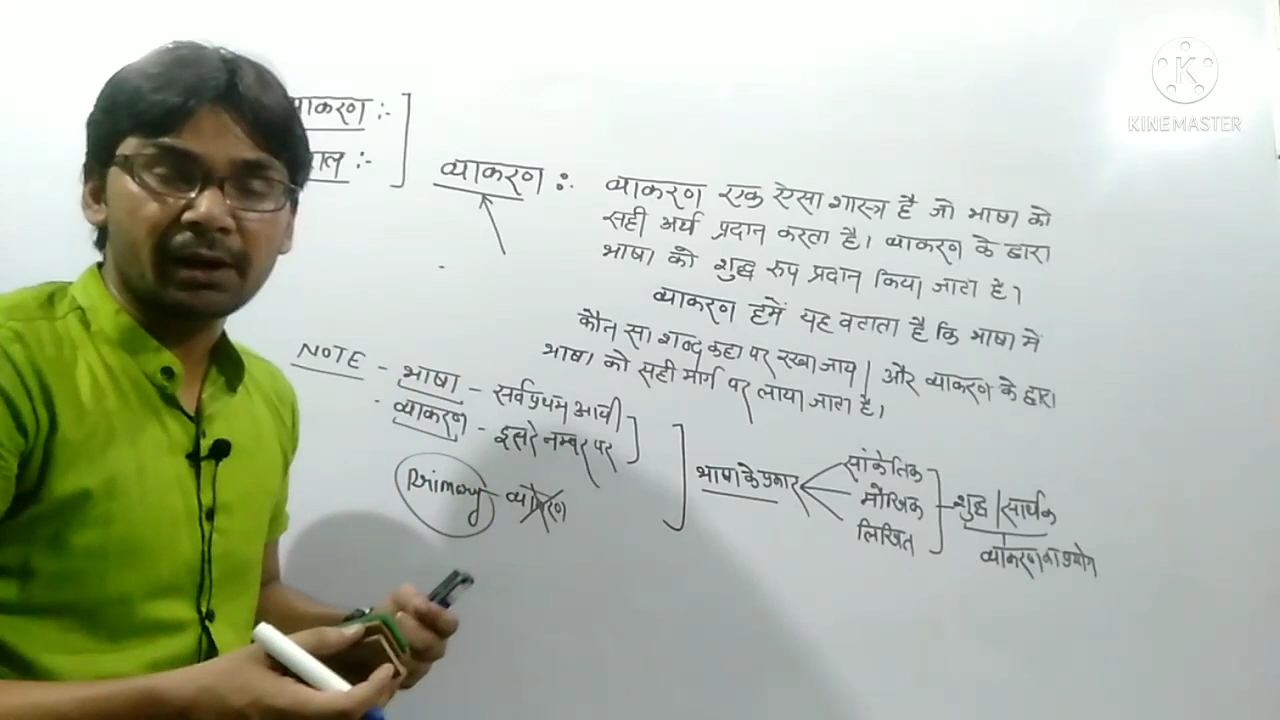 KINEMASTER
याकरण :-
व्याकरण :- व्याकरण एक ऐसा शास्त्र है जो भाषा को
सही अर्थ प्रदान करता है। व्याकरण के द्वारा
भाषा को शुद्ध रुप प्रदान किया जाता है।
व्याकरण हमें यह बताता है कि भाषा में
कौन सा शब्द कहा पर रखा जाय | और व्याकरण के द्वारा
भाषा को सही मार्ग पर लाया जाता है।
NOTE - भाषा - सर्वप्रथम आयी
व्याकरण - दूसरे नम्बर पर
Primary - व्याकरण
भाषा के प्रकार
सांकेतिक
मौखिक
लिखित
शुद्ध | सार्थक
व्याकरण का प्रयोग